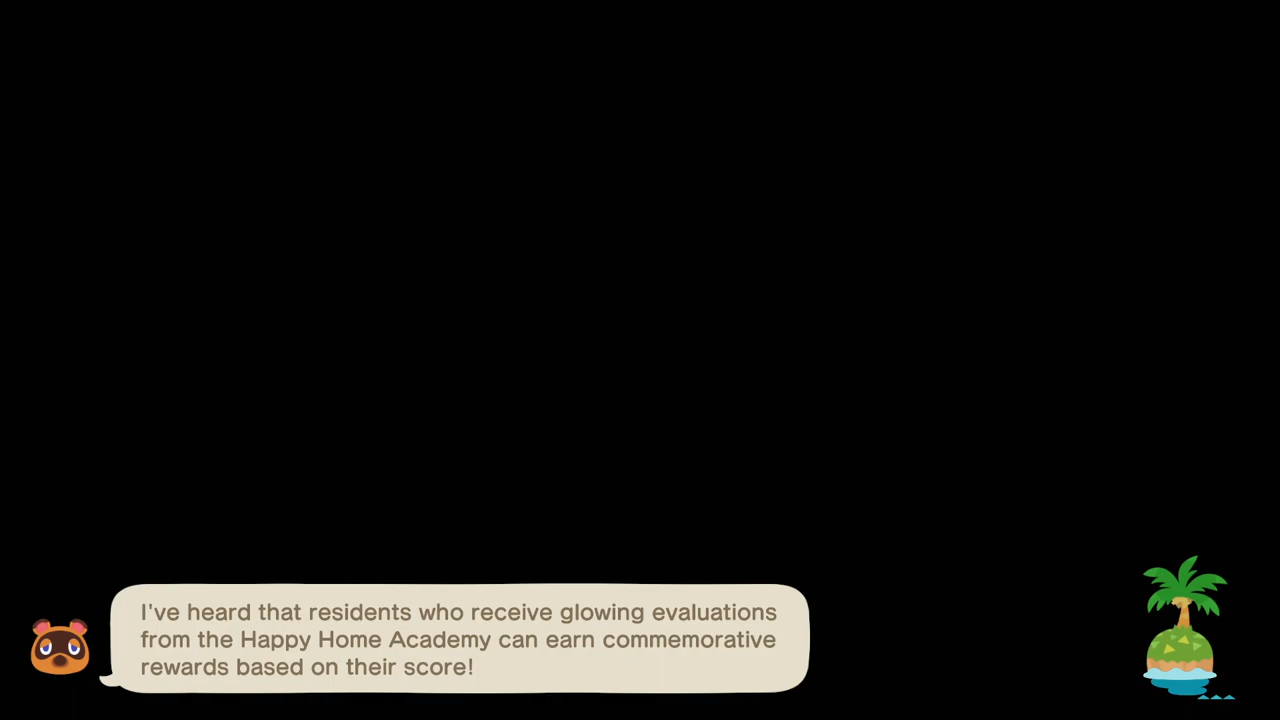 I've heard that residents who receive glowing evaluations
from the Happy Home Academy can earn commemorative
rewards based on their score!